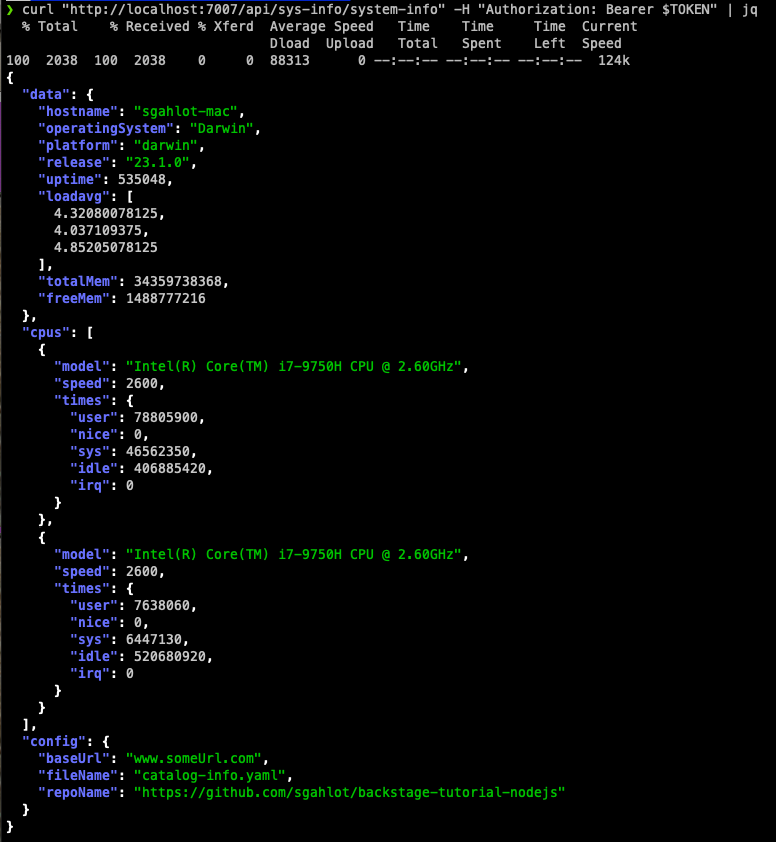 ❯ curl "http://localhost:7007/api/sys-info/system-info" -H "Authorization: Bearer $TOKEN" | jq
  % Total    % Received % Xferd  Average Speed   Time    Time     Time  Current
                                 Dload  Upload   Total   Spent    Left  Speed
100  2038  100  2038    0     0  88313      0 --:--:-- --:--:-- --:--:--  124k
{
  "data": {
    "hostname": "sgahlot-mac",
    "operatingSystem": "Darwin",
    "platform": "darwin",
    "release": "23.1.0",
    "uptime": 535048,
    "loadavg": [
      4.32080078125,
      4.037109375,
      4.85205078125
    ],
    "totalMem": 34359738368,
    "freeMem": 1488777216
  },
  "cpus": [
    {
      "model": "Intel(R) Core(TM) i7-9750H CPU @ 2.60GHz",
      "speed": 2600,
      "times": {
        "user": 78805900,
        "nice": 0,
        "sys": 46562350,
        "idle": 406885420,
        "irq": 0
      }
    },
    {
      "model": "Intel(R) Core(TM) i7-9750H CPU @ 2.60GHz",
      "speed": 2600,
      "times": {
        "user": 7638060,
        "nice": 0,
        "sys": 6447130,
        "idle": 520680920,
        "irq": 0
      }
    }
  ],
  "config": {
    "baseUrl": "www.someUrl.com",
    "fileName": "catalog-info.yaml",
    "repoName": "https://github.com/sgahlot/backstage-tutorial-nodejs"
  }
}